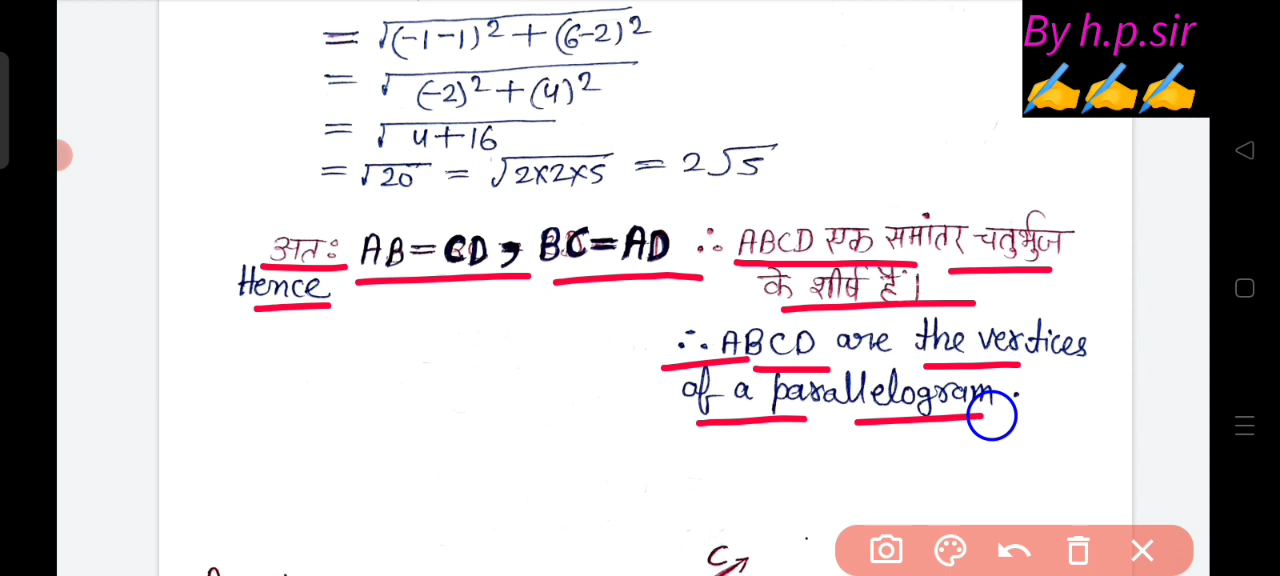 By h.p.sir
= √(-1-1)² + (6-2)²
= √(-2)² + (4)²
= √4+16
= √20 = √2×2×5 = 2√5
अतः AB=CD, BC=AD ∴ ABCD एक समांतर चतुर्भुज
Hence के शीर्ष हैं।
∴ ABCD are the vertices
of a parallelogram.
C